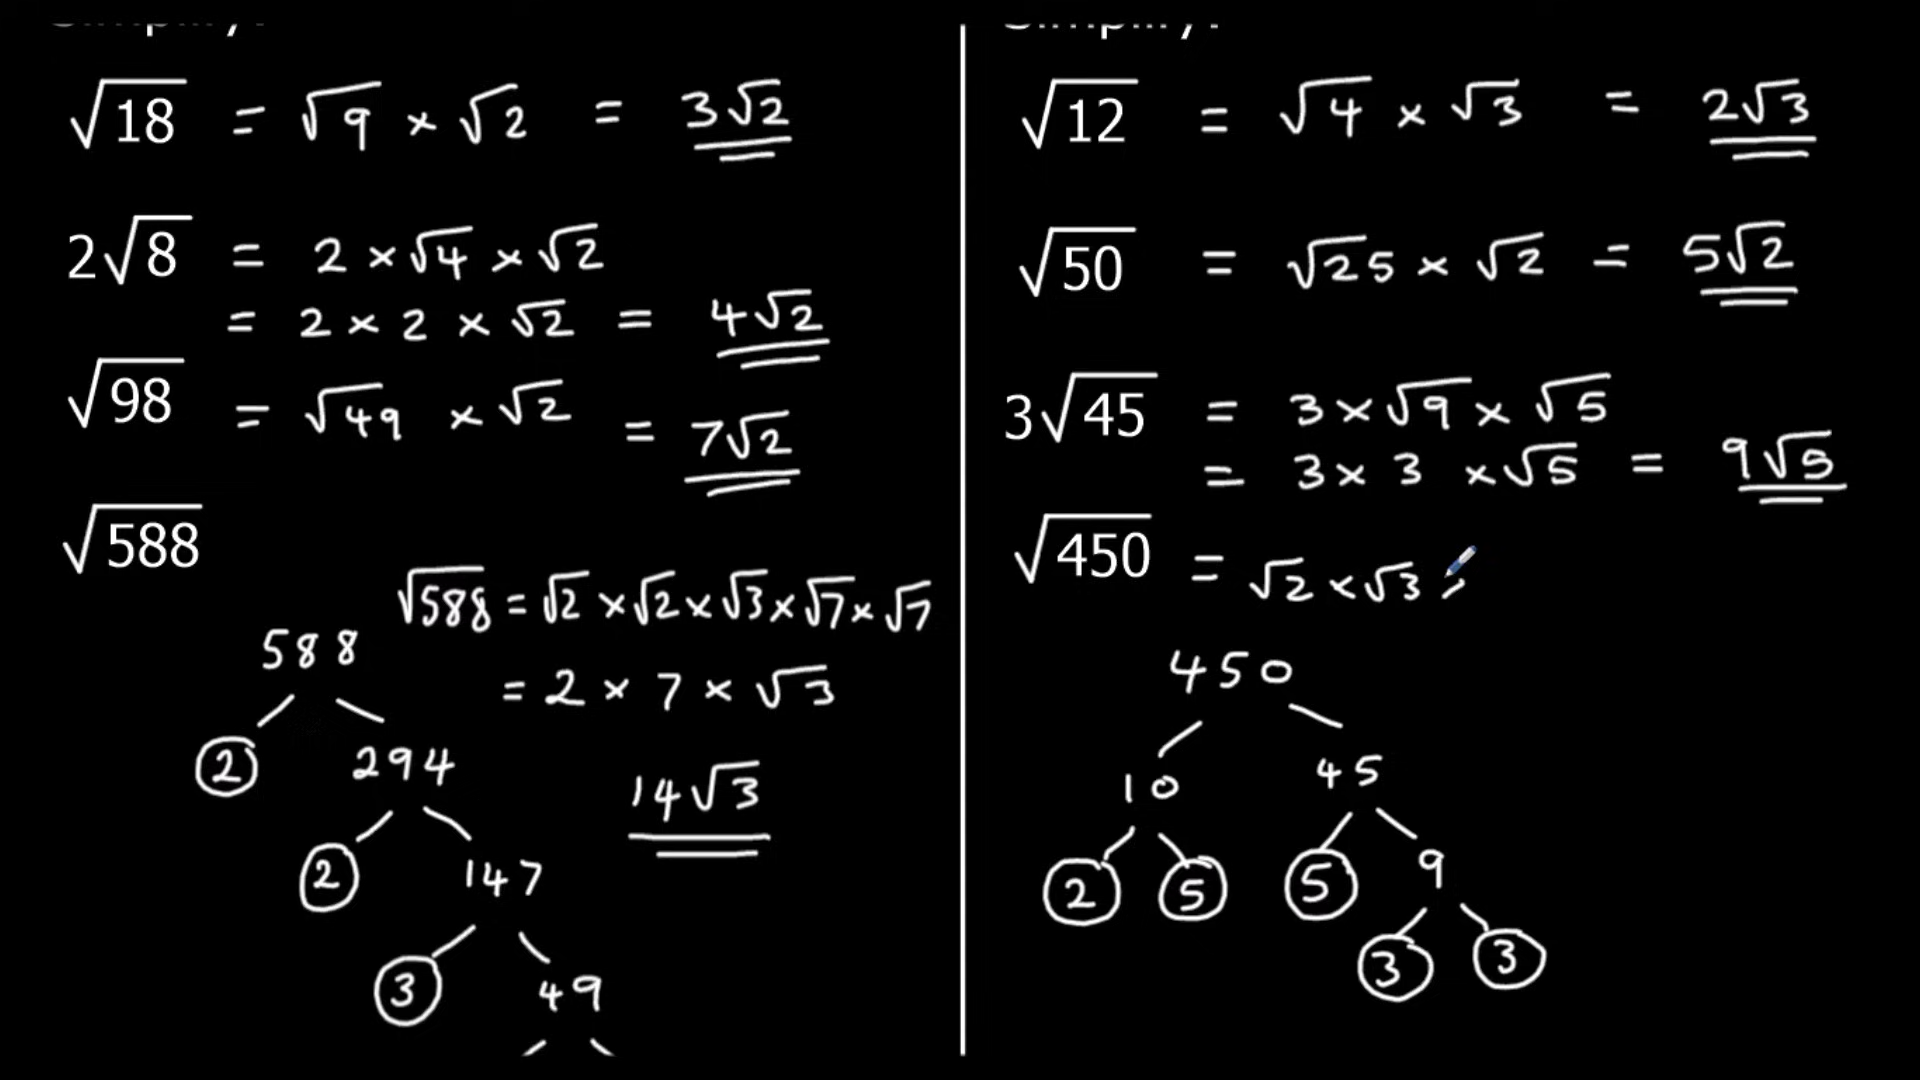 √18 = √9 × √2 = 3√2
2√8 = 2 × √4 × √2
= 2 × 2 × √2 = 4√2
√98 = √49 × √2 = 7√2
√588
√588 = √2 × √2 × √3 × √7 × √7
= 2 × 7 × √3
14√3
588
2 294
2 147
3 49
√12 = √4 × √3 = 2√3
√50 = √25 × √2 = 5√2
3√45 = 3 × √9 × √5
= 3 × 3 × √5 = 9√5
√450 = √2 × √3
450
10 45
2 5 5 9
3 3